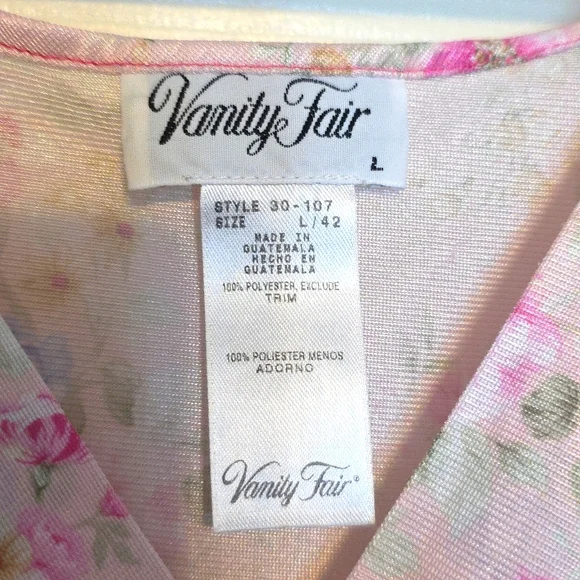 Vanity Fair
L
STYLE 30-107
SIZE L/42
MADE IN
GUATEMALA
HECHO EN
GUATEMALA
100% POLYESTER, EXCLUDE
TRIM
100% POLIESTER MENOS
ADORNO
Vanity Fair®